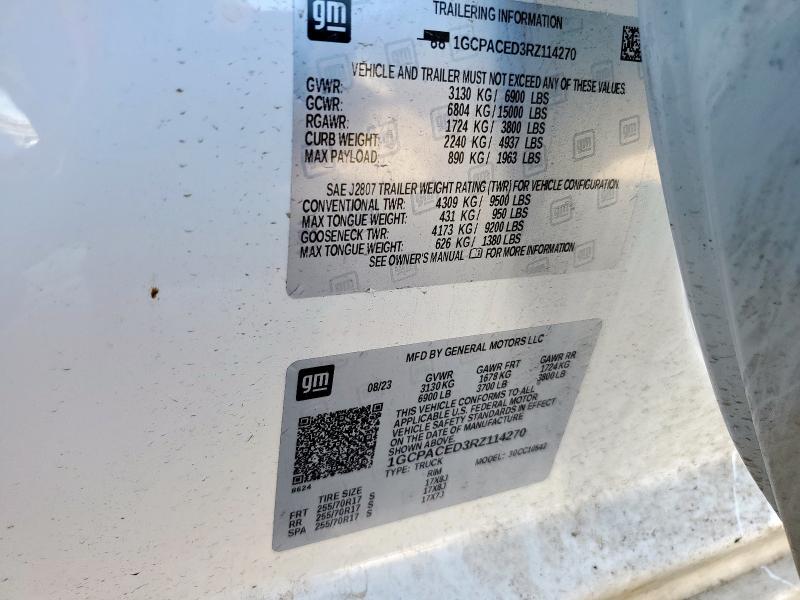 gm
TRAILERING INFORMATION
1GCPACED3RZ114270
VEHICLE AND TRAILER MUST NOT EXCEED ANY OF THESE VALUES
GVWR: 3130 KG/ 6900 LBS
GCWR: 6804 KG/15000 LBS
RGAWR: 1724 KG/ 3800 LBS
CURB WEIGHT: 2240 KG/ 4937 LBS
MAX PAYLOAD: 890 KG/ 1963 LBS
SAE J2807 TRAILER WEIGHT RATING (TWR) FOR VEHICLE CONFIGURATION
CONVENTIONAL TWR: 4309 KG/ 9500 LBS
MAX TONGUE WEIGHT: 431 KG/ 950 LBS
GOOSENECK TWR: 4173 KG/ 9200 LBS
MAX TONGUE WEIGHT: 626 KG/ 1380 LBS
SEE OWNER'S MANUAL FOR MORE INFORMATION
gm
MFD BY GENERAL MOTORS LLC
08/23 GVWR GAWR FRT GAWR RR
3130 KG 1678 KG 1724 KG
6900 LB 3700 LB 3800 LB
THIS VEHICLE CONFORMS TO ALL
APPLICABLE U.S. FEDERAL MOTOR
VEHICLE SAFETY STANDARDS IN EFFECT
ON THE DATE OF MANUFACTURE
SHOWN ABOVE.
1GCPACED3RZ114270
TYPE: TRUCK MODEL:
8624
TIRE SIZE RIM
FRT 255/70R17 S 17X8J
RR 255/70R17 S 17X8J
SPA 255/70R17 S 17X7J